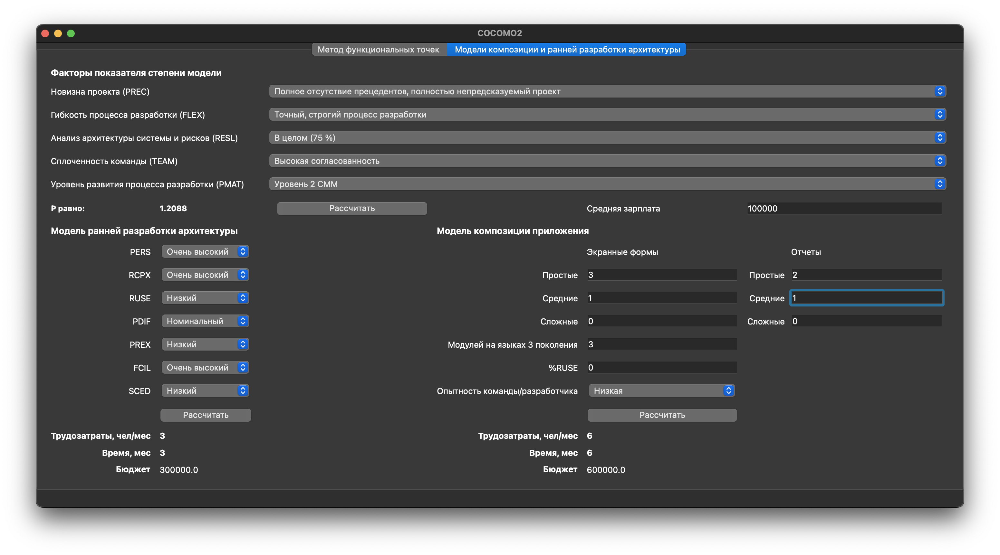 COCOMO2
Метод функциональных точек Модели композиции и ранней разработки архитектуры
Факторы показателя степени модели
Новизна проекта (PREC) Полное отсутствие прецедентов, полностью непредсказуемый проект
Гибкость процесса разработки (FLEX) Точный, строгий процесс разработки
Анализ архитектуры системы и рисков (RESL) В целом (75 %)
Сплоченность команды (TEAM) Высокая согласованность
Уровень развития процесса разработки (PMAT) Уровень 2 СММ
Р равно: 1.2088 Рассчитать Средняя зарплата 100000
Модель ранней разработки архитектуры Модель композиции приложения
PERS Очень высокий Экранные формы Отчеты
RCPX Очень высокий Простые 3 Простые 2
RUSE Низкий Средние 1 Средние 1
PDIF Номинальный Сложные 0 Сложные 0
PREX Низкий Модулей на языках 3 поколения 3
FCIL Очень высокий %RUSE 0
SCED Низкий Опытность команды/разработчика Низкая
Рассчитать Рассчитать
Трудозатраты, чел/мес 3 Трудозатраты, чел/мес 6
Время, мес 3 Время, мес 6
Бюджет 300000.0 Бюджет 600000.0